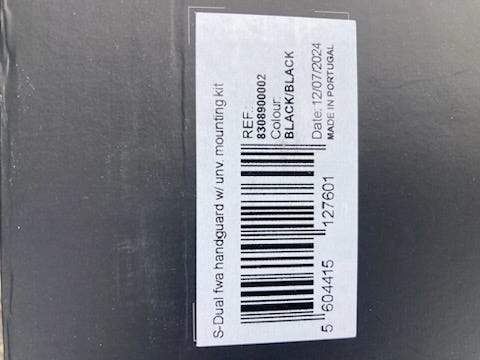 S-Dual fwa handguard w/ unv. mounting kit
REF:
8308900002
Colour:
BLACK/BLACK
Date: 12/07/2024
MADE IN PORTUGAL
5 604415 127601